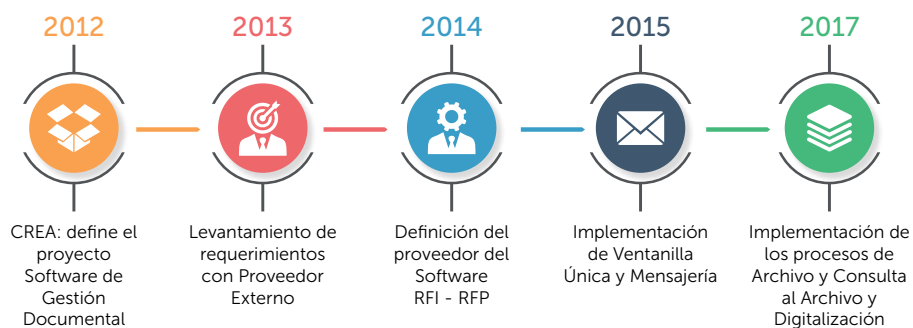 2012
2013
2014
2015
2017
CREA: define el
proyecto
Software de
Gestión
Documental
Levantamiento de
requerimientos
con Proveedor
Externo
Definición del
proveedor del
Software
RFI - RFP
Implementación
de Ventanilla
Única y Mensajería
Implementación de
los procesos de
Archivo y Consulta
al Archivo y
Digitalización